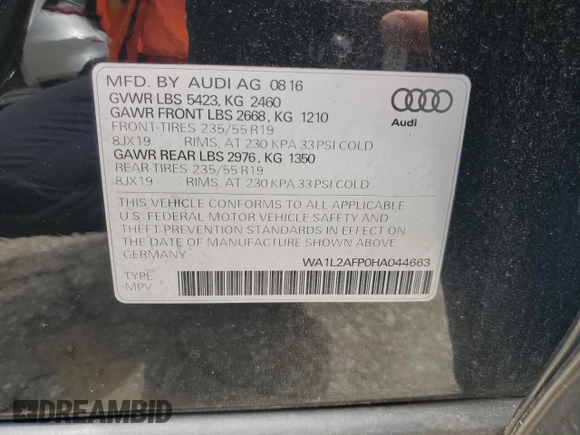 MFD. BY AUDI AG 0816
GVWR LBS 5423, KG 2460
GAWR FRONT LBS 2668, KG 1210
FRONT-TIRES 235/55 R19
8JX19 RIMS, AT 230 KPA 33 PSI COLD
GAWR REAR LBS 2976, KG 1350
REAR-TIRES 235/55 R19
8JX19 RIMS, AT 230 KPA 33 PSI COLD
Audi
THIS VEHICLE CONFORMS TO ALL APPLICABLE
U.S. FEDERAL MOTOR VEHICLE SAFETY AND
THEFT-PREVENTION STANDARDS IN EFFECT ON
THE DATE OF MANUFACTURE SHOWN ABOVE
GERMANY
WA1L2AFP0HA044663
TYPE:
MPV
DREAMBID